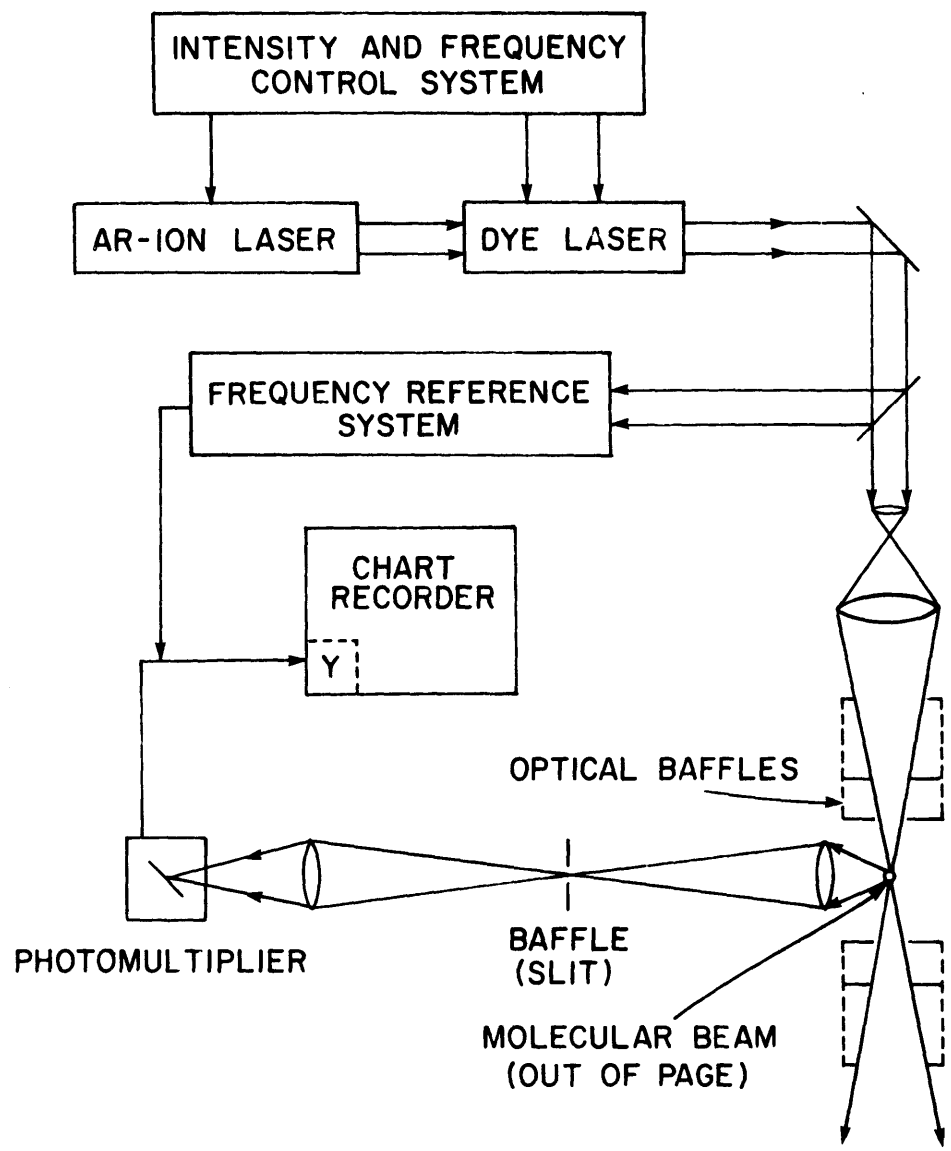 INTENSITY AND FREQUENCY
CONTROL SYSTEM
AR-ION LASER
DYE LASER
FREQUENCY REFERENCE
SYSTEM
CHART
RECORDER
Y
OPTICAL BAFFLES
PHOTOMULTIPLIER
BAFFLE
(SLIT)
MOLECULAR BEAM
(OUT OF PAGE)